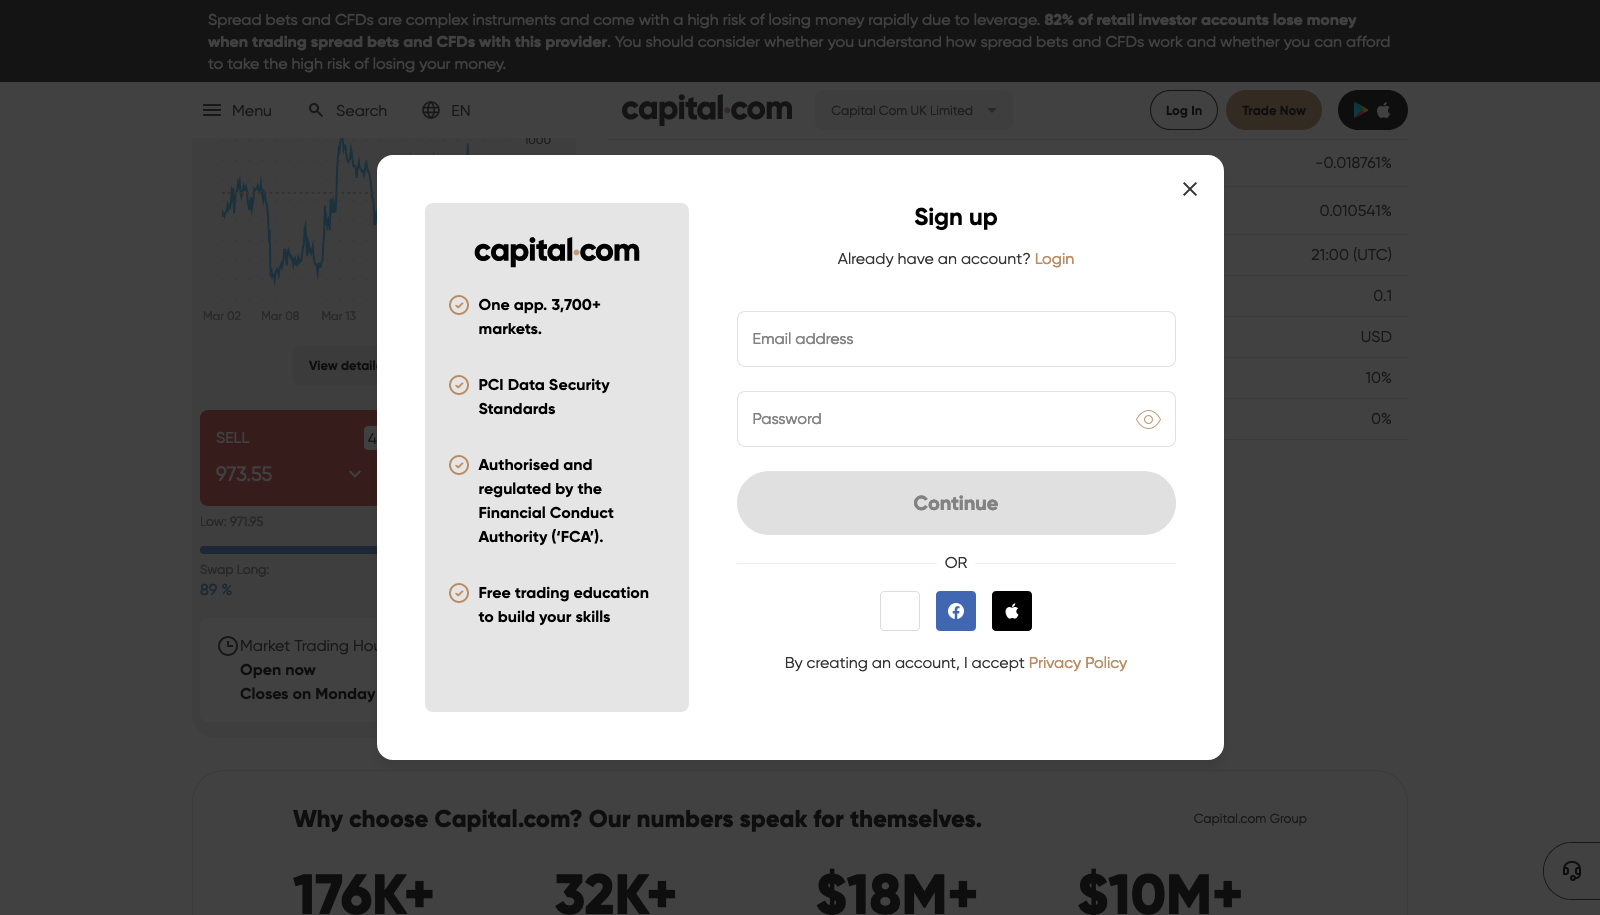 Spread bets and CFDs are complex instruments and come with a high risk of losing money rapidly due to leverage. 82% of retail investor accounts lose money
when trading spread bets and CFDs with this provider. You should consider whether you understand how spread bets and CFDs work and whether you can afford
to take the high risk of losing your money.
Menu
Search
EN
capital.com
Capital Com UK Limited
Log In
Trade Now
1000
Mar 02
Mar 08
Mar 13
SELL
973.55
Low: 971.95
Swap Long:
89 %
Market Trading
Open now
Closes on Monday
-0.018761%
0.010541%
21:00 (UTC)
0.1
USD
10%
0%
capital.com
One app. 3,700+
markets.
PCI Data Security
Standards
Authorised and
regulated by the
Financial Conduct
Authority (‘FCA’).
Free trading education
to build your skills
Sign up
Already have an account? Login
Email address
Password
Continue
OR
By creating an account, I accept Privacy Policy
View
Why choose Capital.com? Our numbers speak for themselves.
Capital.com Group
176K+
32K+
$18M+
$10M+